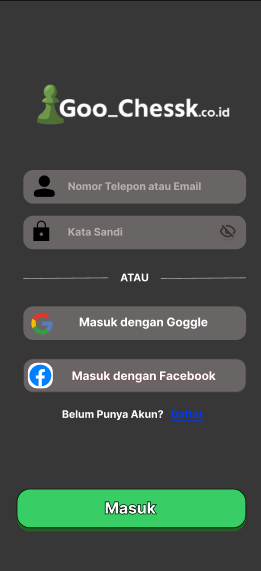 Goo_Chessk.co.id
Nomor Telepon atau Email
Kata Sandi
ATAU
Masuk dengan Goggle
Masuk dengan Facebook
Belum Punya Akun? Daftar
Masuk